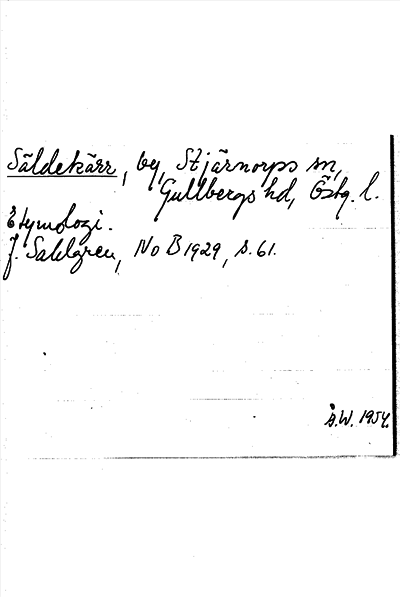 Säldekärr, by, Stjärnorps sn,
Gullbergs hd, Östg. l.
Etymologi.
J. Sahlgren, NoB 1929, s. 61.
Å.W. 1954.